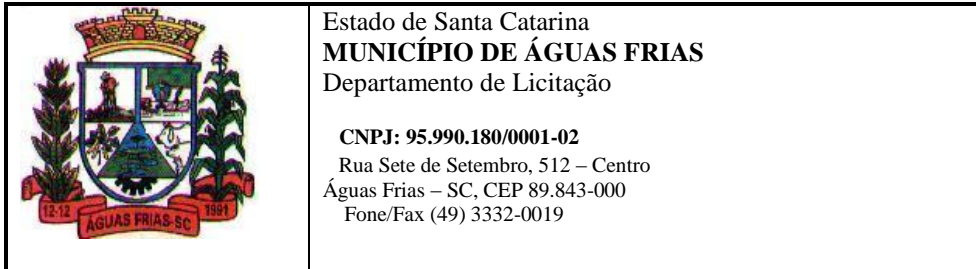 Estado de Santa Catarina
MUNICÍPIO DE ÁGUAS FRIAS
Departamento de Licitação
CNPJ: 95.990.180/0001-02
Rua Sete de Setembro, 512 – Centro
Águas Frias – SC, CEP 89.843-000
Fone/Fax (49) 3332-0019
12-12
ÁGUAS FRIAS-SC
1991